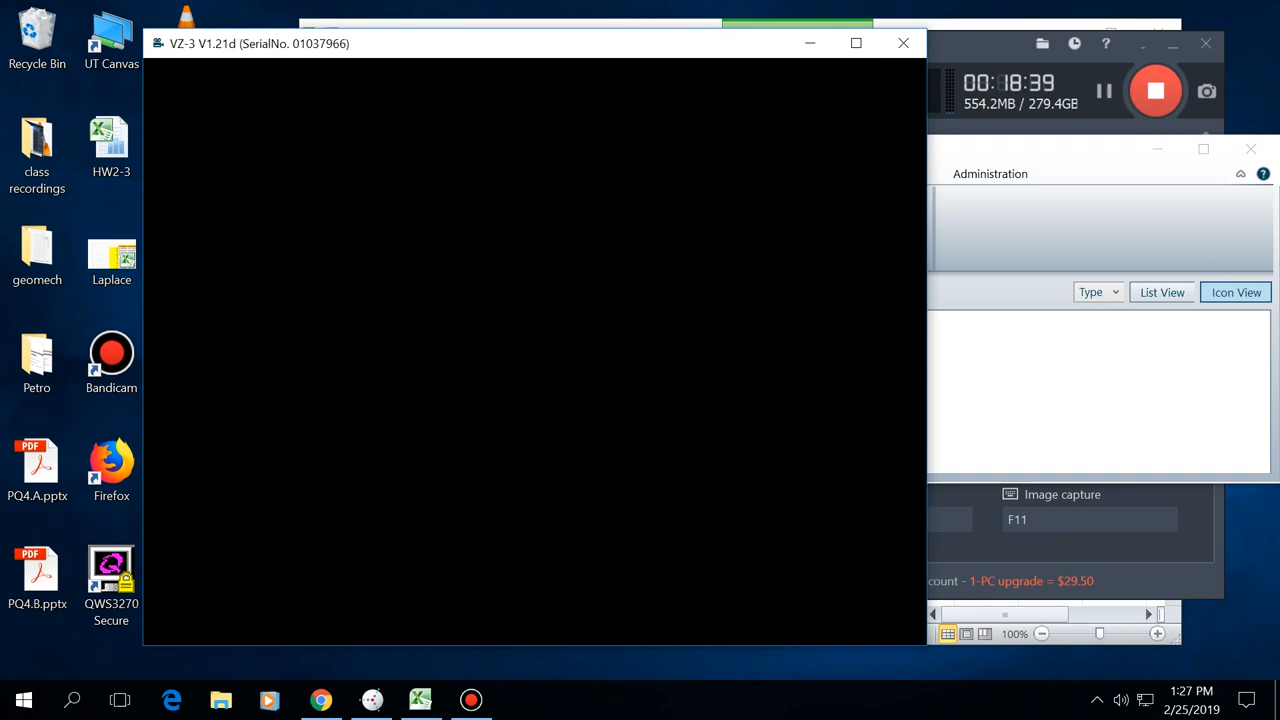 Recycle Bin
UT Canvas
class
recordings
HW2-3
geomech
Laplace
Petro
Bandicam
PDF
PQ4.A.pptx
Firefox
PDF
PQ4.B.pptx
QWS3270
Secure
VZ-3 V1.21d (SerialNo. 01037966)
00:18:39
554.2MB / 279.4GB
Administration
Type
List View
Icon View
Image capture
F11
count - 1-PC upgrade = $29.50
100%
1:27 PM
2/25/2019